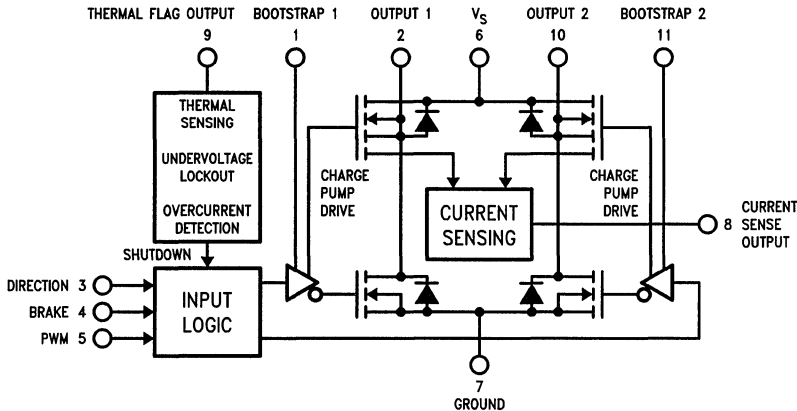 THERMAL FLAG OUTPUT
9
BOOTSTRAP 1
1
OUTPUT 1
2
VS
6
OUTPUT 2
10
BOOTSTRAP 2
11
THERMAL
SENSING
UNDERVOLTAGE
LOCKOUT
OVERCURRENT
DETECTION
SHUTDOWN
CHARGE
PUMP
DRIVE
CURRENT
SENSING
CHARGE
PUMP
DRIVE
8
CURRENT
SENSE
OUTPUT
DIRECTION 3
BRAKE 4
PWM 5
INPUT
LOGIC
7
GROUND